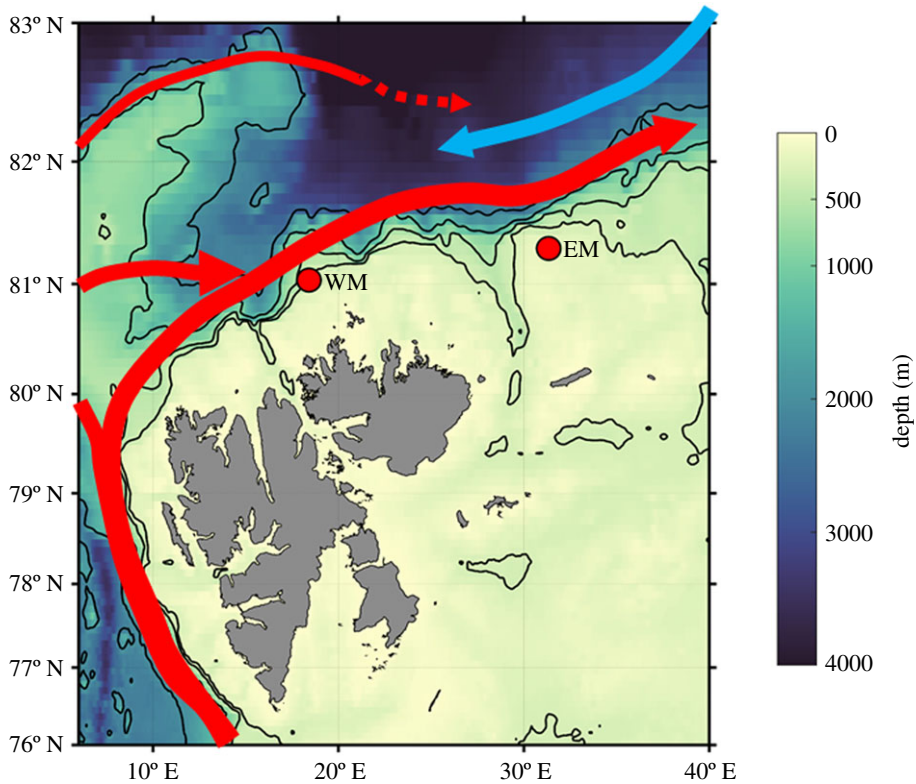 83º N
82º N
81º N
80º N
79º N
78º N
77º N
76º N
10º E
20º E
30º E
40º E
WM
EM
0
500
1000
2000
3000
4000
depth (m)